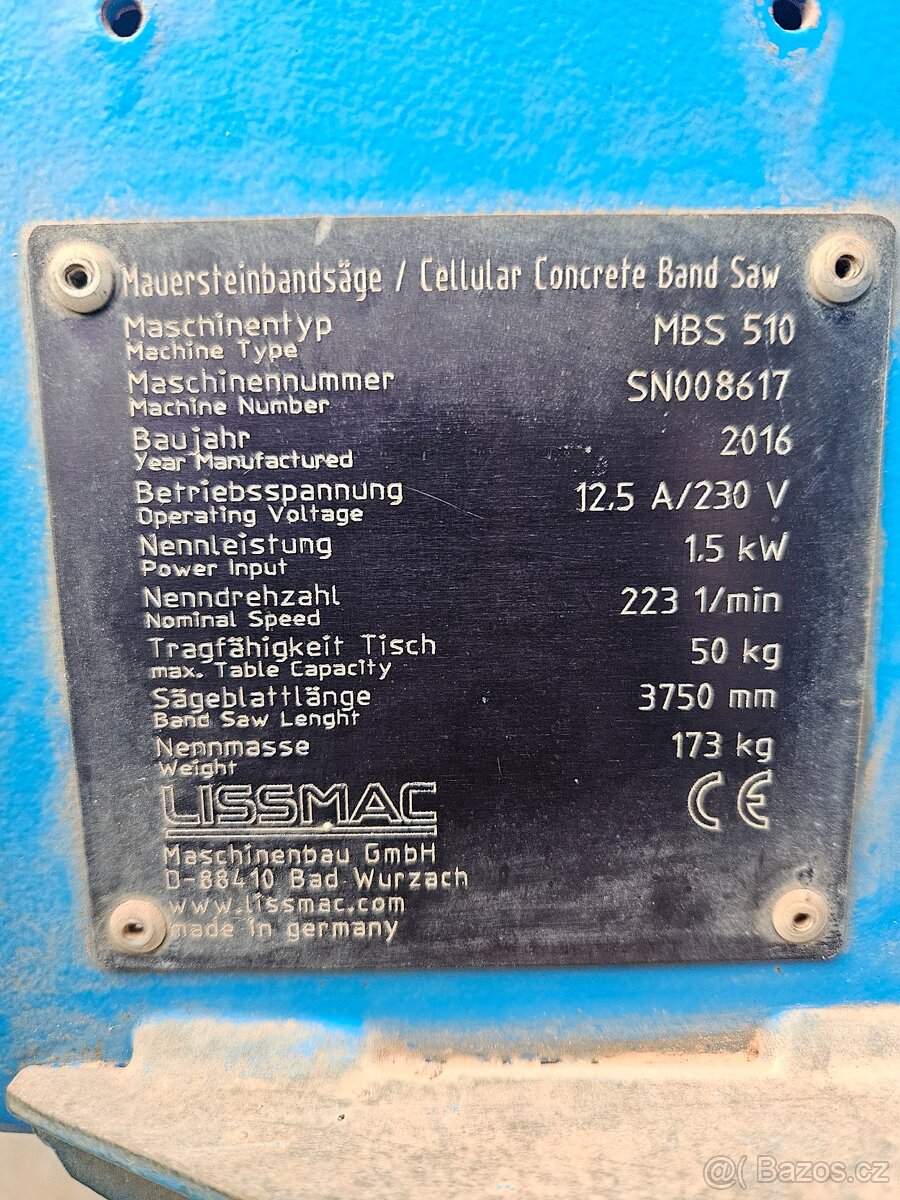 Mauersteinbandsäge / Cellular Concrete Band Saw
Maschinentyp MBS 510
Machine Type
Maschinennummer SN008617
Machine Number
Baujahr 2016
Year Manufactured
Betriebsspannung 12,5 A/230 V
Operating Voltage
Nennleistung 1,5 kW
Power Input
Nenndrehzahl 223 1/min
Nominal Speed
Tragfähigkeit Tisch 50 kg
max. Table Capacity
Sägeblattlänge 3750 mm
Band Saw Lenght
Nennmasse 173 kg
Weight
LISSMAC CE
Maschinenbau GmbH
D-88410 Bad Wurzach
www.lissmac.com
made in germany
@ Bazos.cz